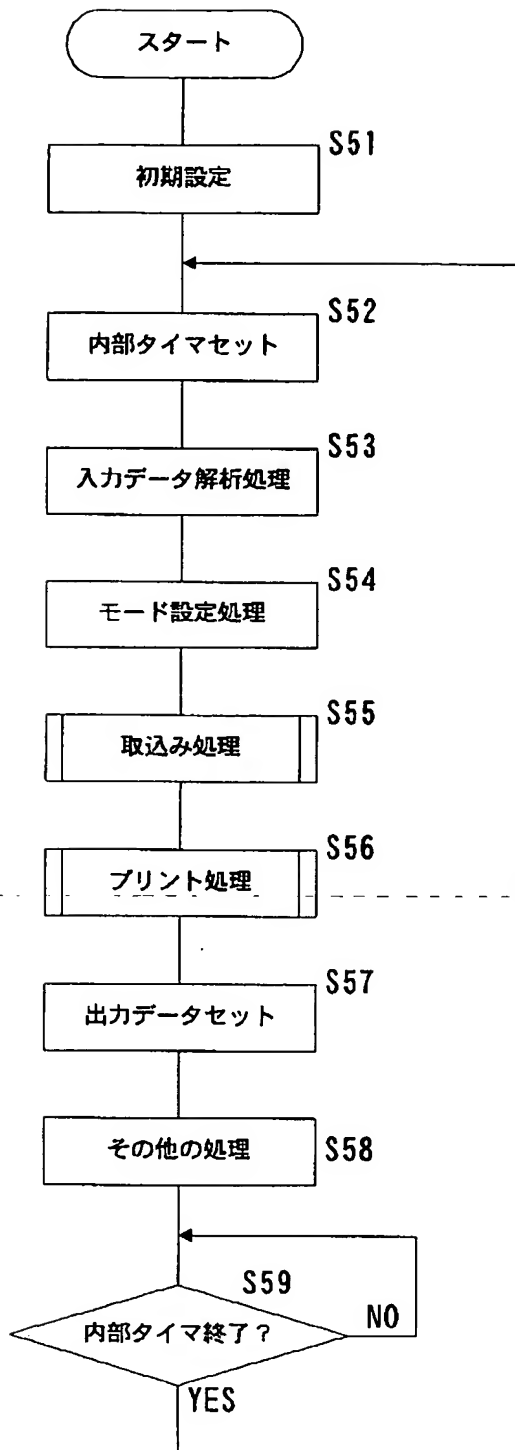 スタート
S51
初期設定
S52
内部タイマセット
S53
入力データ解析処理
S54
モード設定処理
S55
取込み処理
S56
プリント処理
S57
出力データセット
その他の処理 S58
S59
内部タイマ終了？ NO
YES